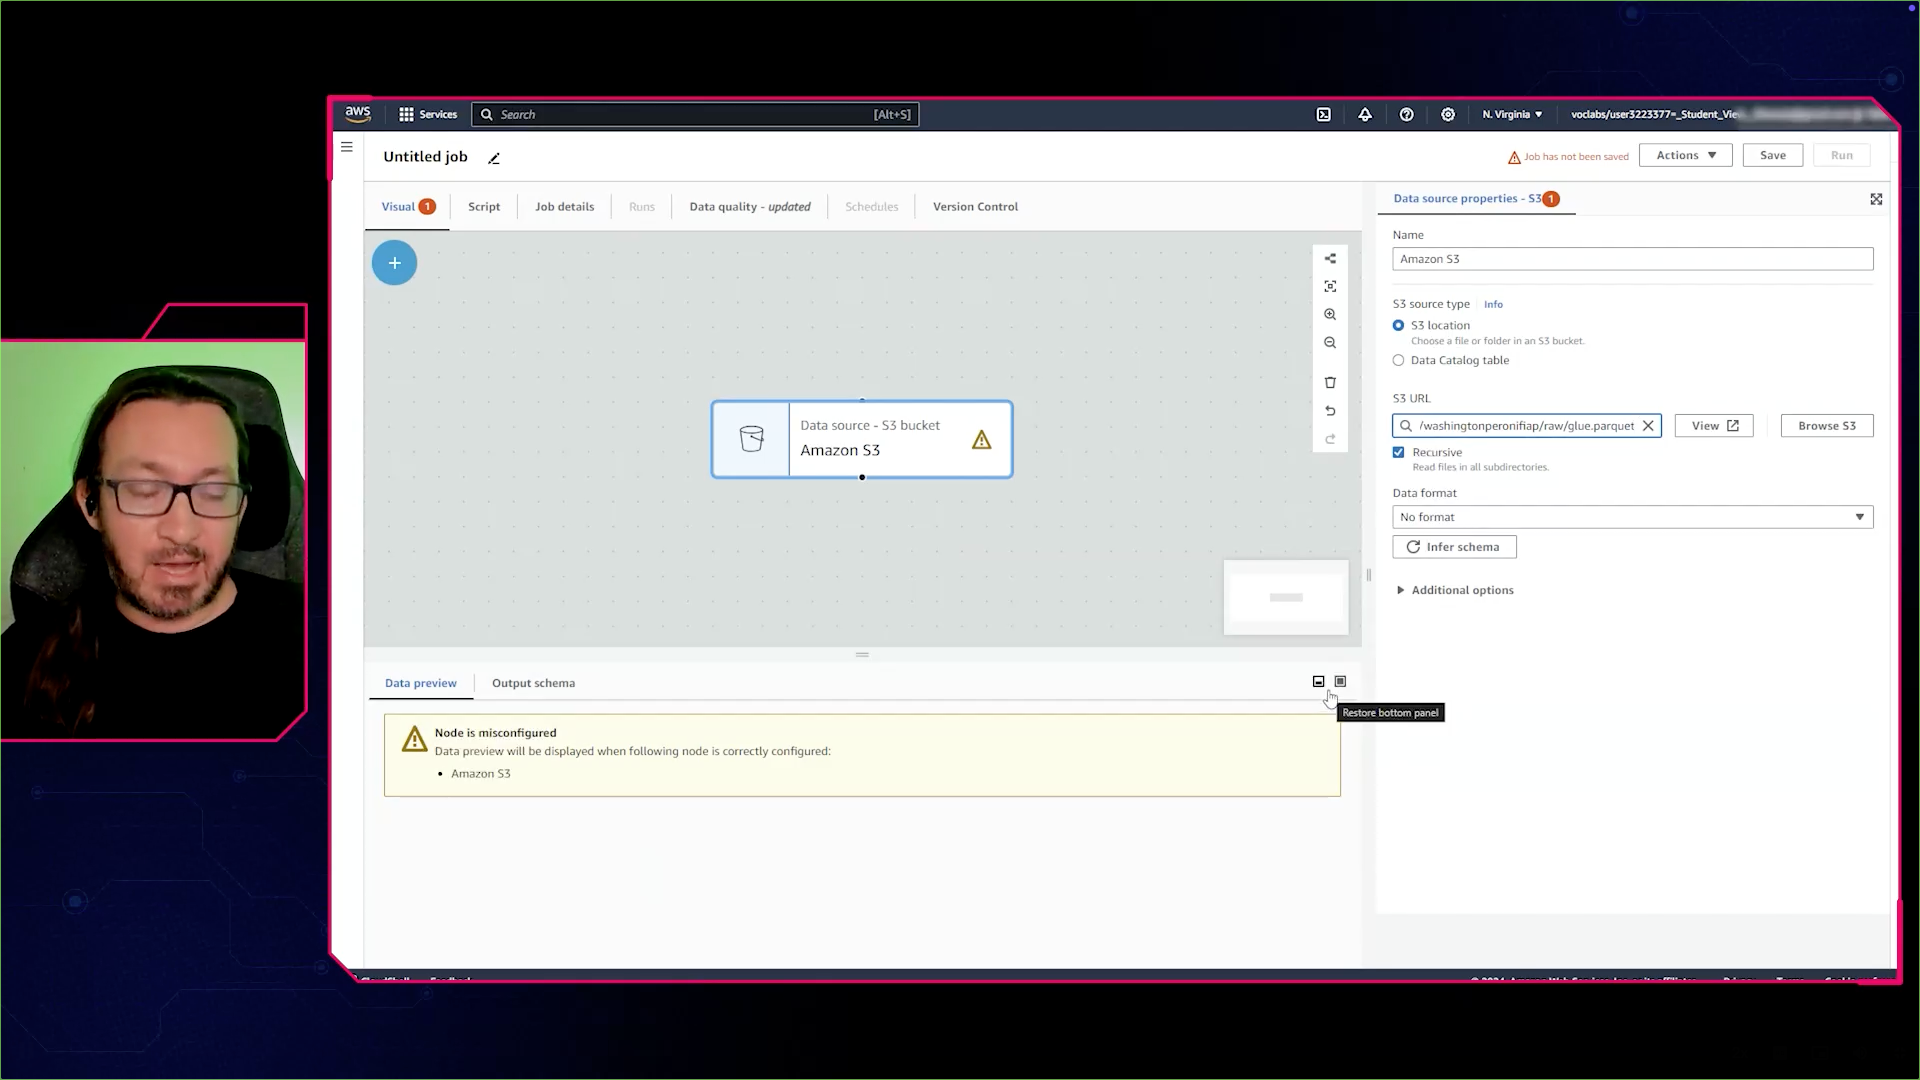 aws
Services
Search
[Alt+S]
N. Virginia
voclabs/user3223377=_Student_Vie
Untitled job
Job has not been saved
Actions
Save
Run
Visual 1
Script
Job details
Runs
Data quality - updated
Schedules
Version Control
Data source properties - S3 1
Name
Amazon S3
S3 source type
Info
S3 location
Choose a file or folder in an S3 bucket.
Data Catalog table
S3 URL
/washingtonperonifiap/raw/glue.parquet
View
Browse S3
Recursive
Read files in all subdirectories.
Data format
No format
Infer schema
Additional options
Data source - S3 bucket
Amazon S3
Data preview
Output schema
Restore bottom panel
Node is misconfigured
Data preview will be displayed when following node is correctly configured:
• Amazon S3